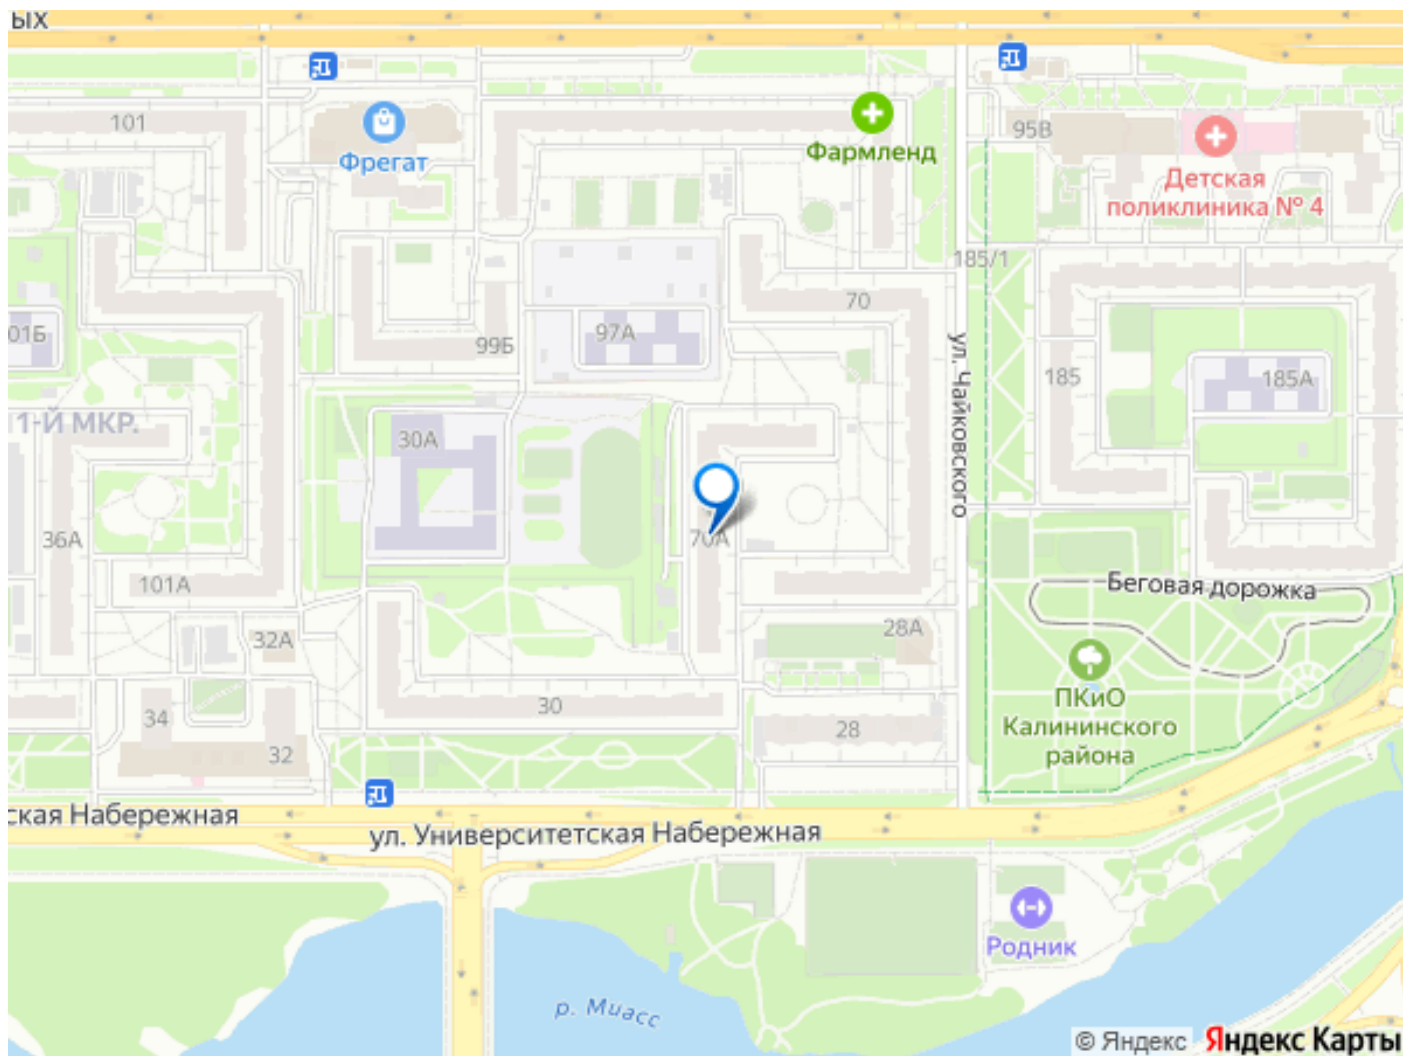 ых
101
Фрегат
Фармленд
95В
Детская
поликлиника № 4
185/1
70
01Б
99Б
97А
ул. Чайковского
185
185А
11-Й МКР.
30А
36А
70А
101А
Беговая дорожка
32А
28А
ПКиО
Калининского
района
34
30
28
32
ская Набережная
ул. Университетская Набережная
Родник
р. Миасс
© Яндекс Яндекс Карты